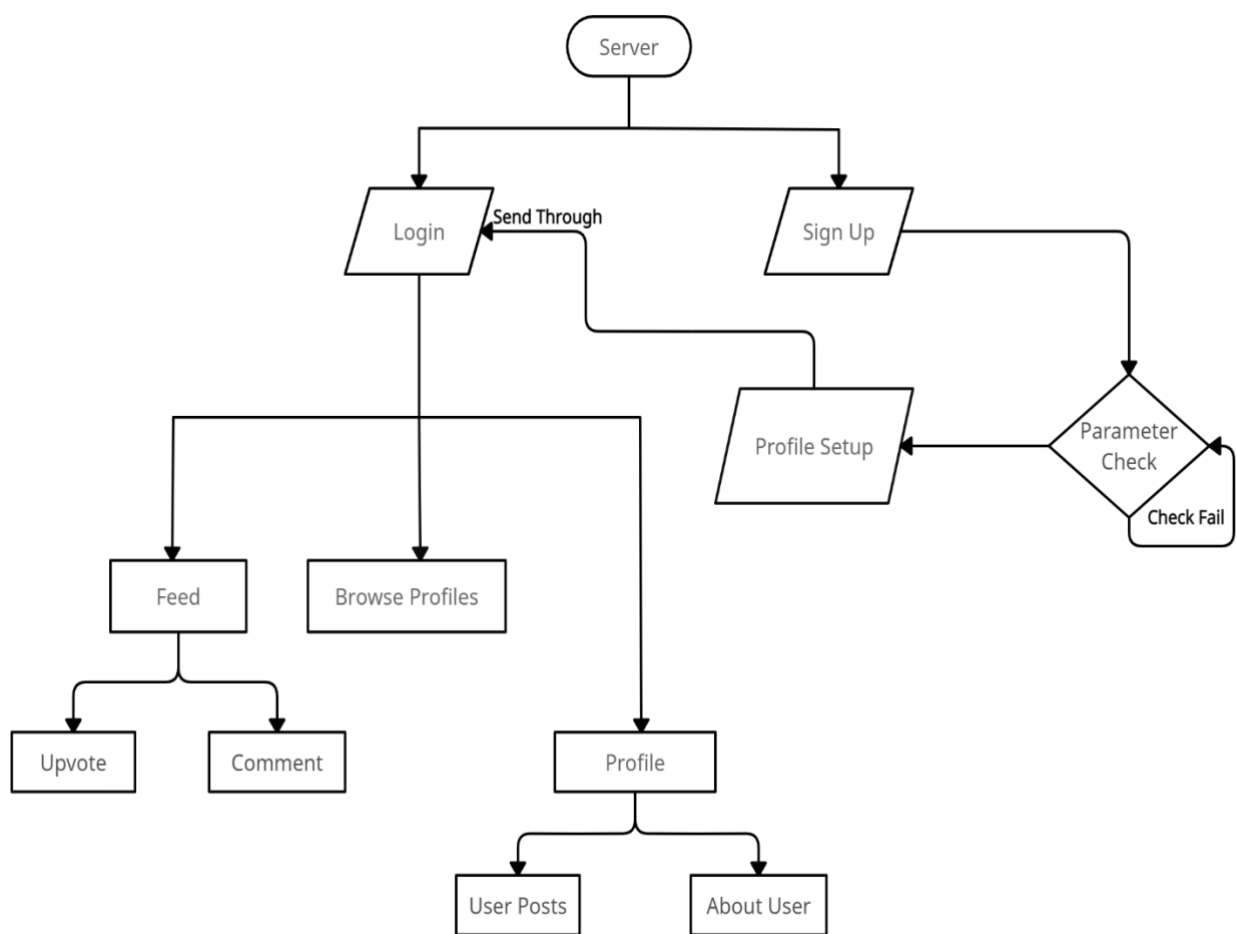 Server
Login
Send Through
Sign Up
Profile Setup
Parameter
Check
Check Fail
Feed
Browse Profiles
Upvote
Comment
Profile
User Posts
About User